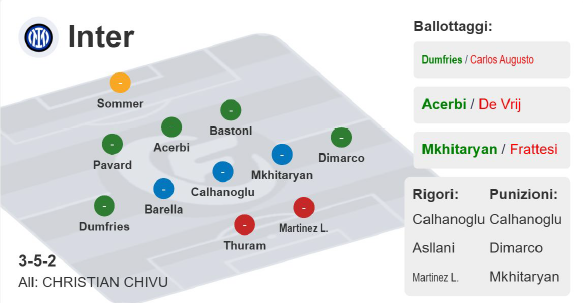 Inter
Sommer
Bastoni
Acerbi
Pavard
Dimarco
Mkhitaryan
Calhanoglu
Barella
Dumfries
Martinez L.
Thuram
3-5-2
All: CHRISTIAN CHIVU
Ballottaggi:
Dumfries / Carlos Augusto
Acerbi / De Vrij
Mkhitaryan / Frattesi
Rigori: Punizioni:
Calhanoglu Calhanoglu
Asllani Dimarco
Martinez L. Mkhitaryan